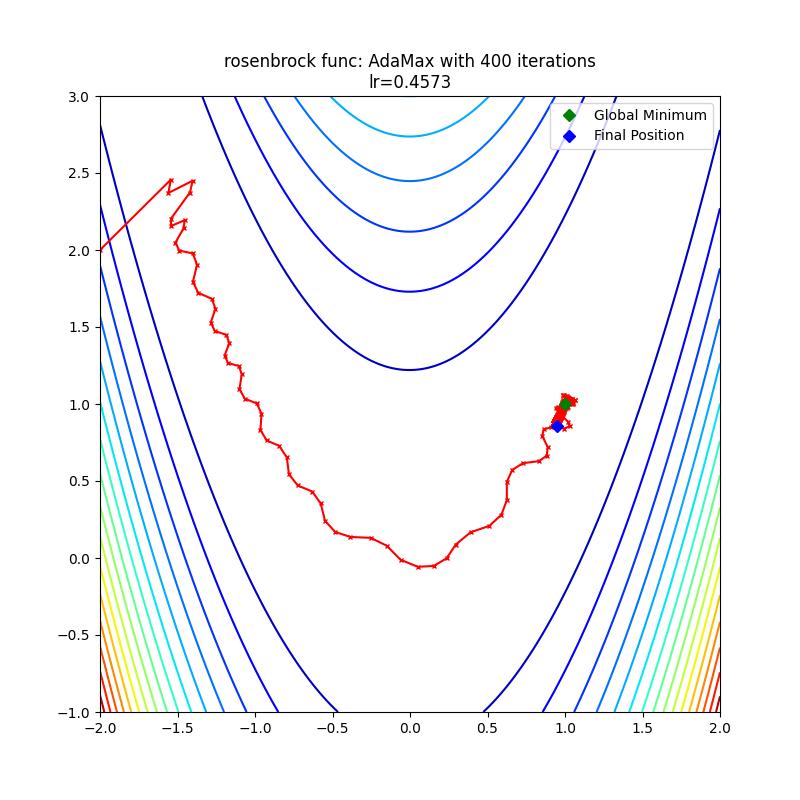 rosenbrock func: AdaMax with 400 iterations
lr=0.4573
Global Minimum
Final Position
3.0
2.5
2.0
1.5
1.0
0.5
0.0
−0.5
−1.0
−2.0 −1.5 −1.0 −0.5 0.0 0.5 1.0 1.5 2.0